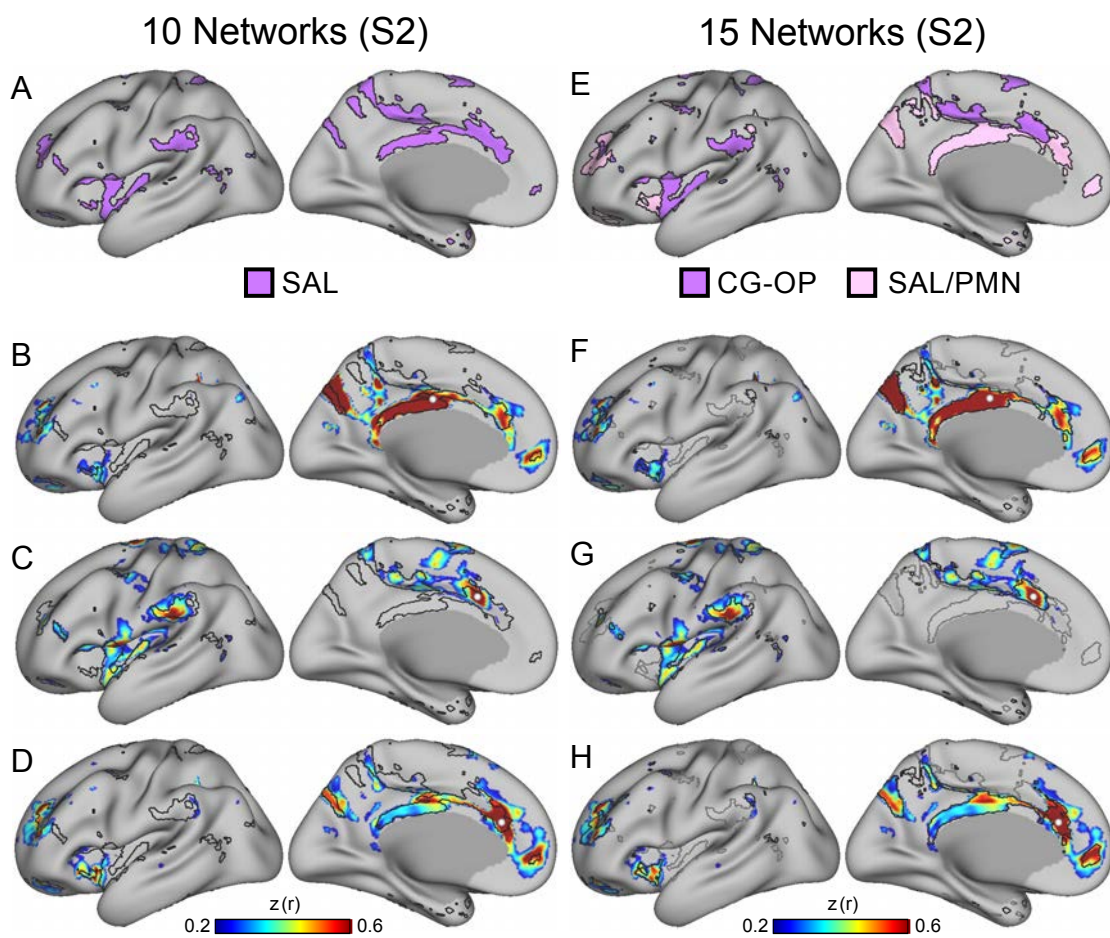 10 Networks (S2) 15 Networks (S2)
A E
SAL CG-OP SAL/PMN
B F
C G
D H
z(r) z(r)
0.2 0.6 0.2 0.6